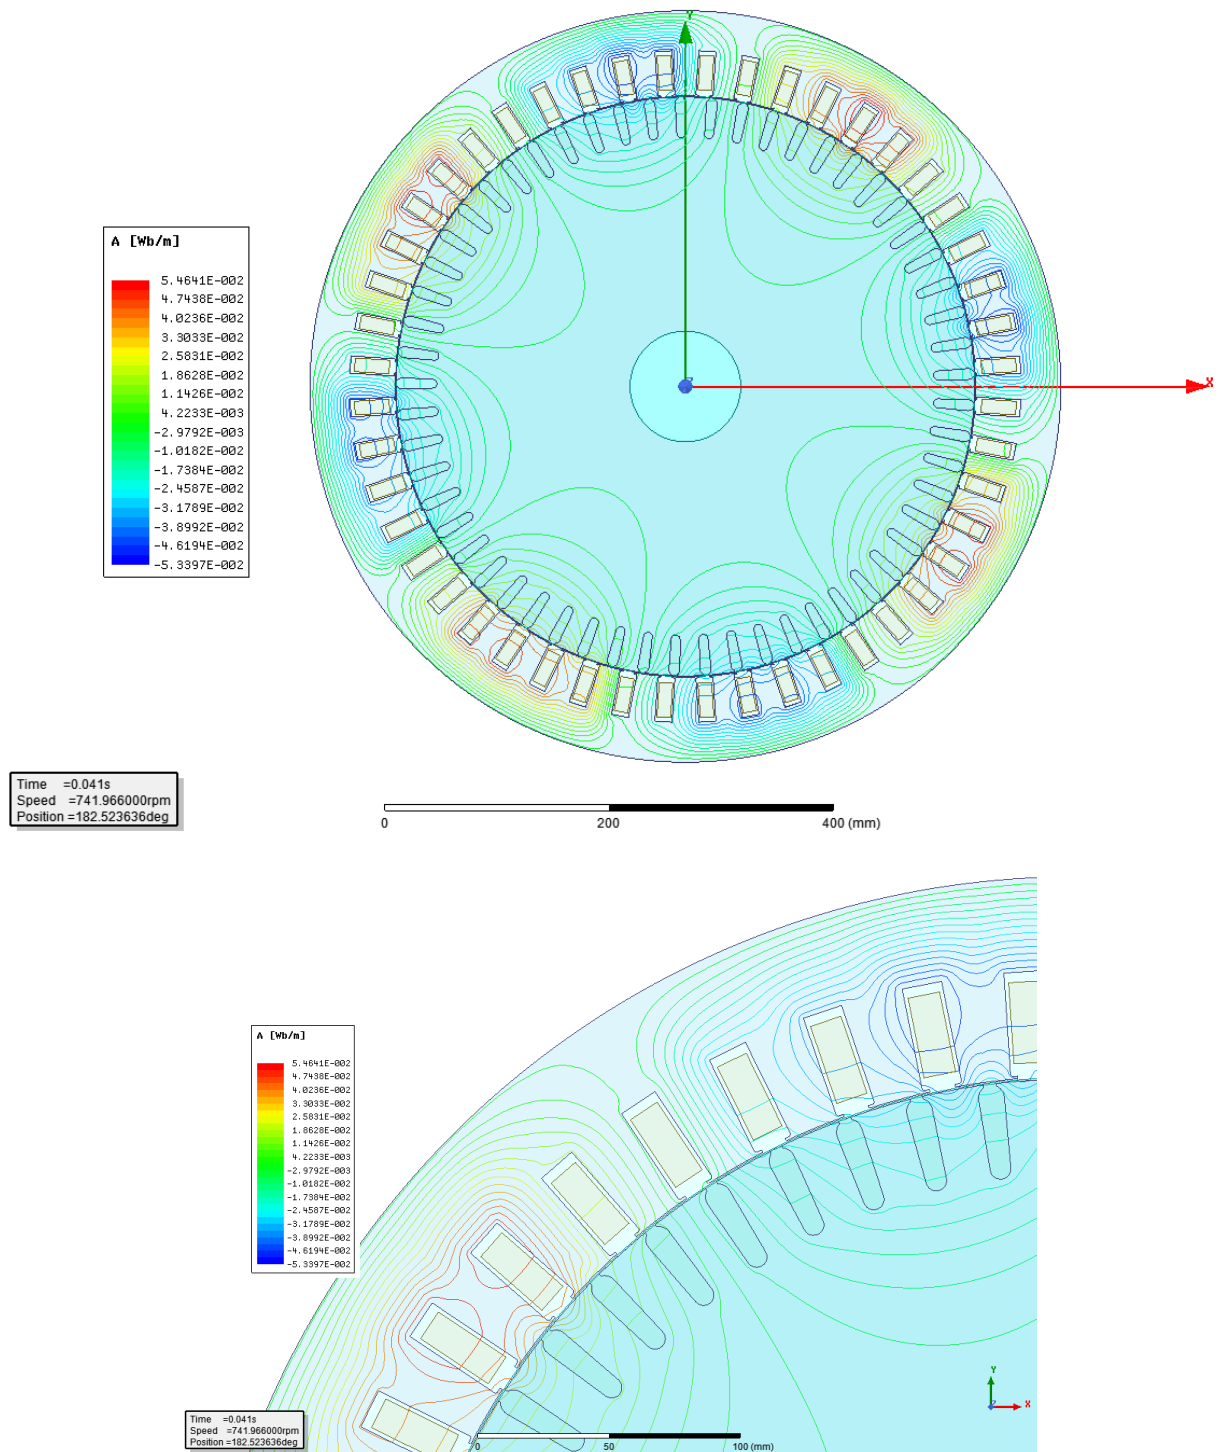 Y
A [Wb/m]
5.4641E-002
4.7438E-002
4.0236E-002
3.3033E-002
2.5831E-002
1.8628E-002
1.1426E-002
4.2233E-003
-2.9792E-003
-1.0182E-002
-1.7384E-002
-2.4587E-002
-3.1789E-002
-3.8992E-002
-4.6194E-002
-5.3397E-002
X
Time =0.041s
Speed =741.966000rpm
Position =182.523636deg
0 200 400 (mm)
A [Wb/m]
5.4641E-002
4.7438E-002
4.0236E-002
3.3033E-002
2.5831E-002
1.8628E-002
1.1426E-002
4.2233E-003
-2.9792E-003
-1.0182E-002
-1.7384E-002
-2.4587E-002
-3.1789E-002
-3.8992E-002
-4.6194E-002
-5.3397E-002
Y
X
Time =0.041s
Speed =741.966000rpm
Position =182.523636deg
0 50 100 (mm)